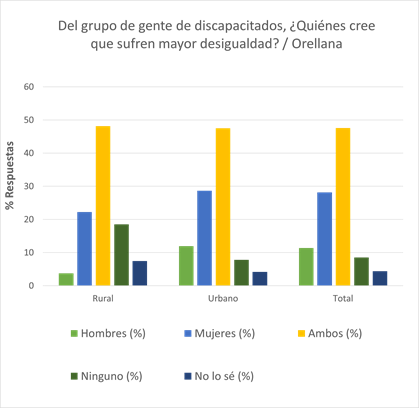 Del grupo de gente de discapacitados, ¿Quiénes cree
que sufren mayor desigualdad? / Orellana
% Respuestas
60
50
40
30
20
10
0
Rural Urbano Total
Hombres (%) Mujeres (%) Ambos (%)
Ninguno (%) No lo sé (%)